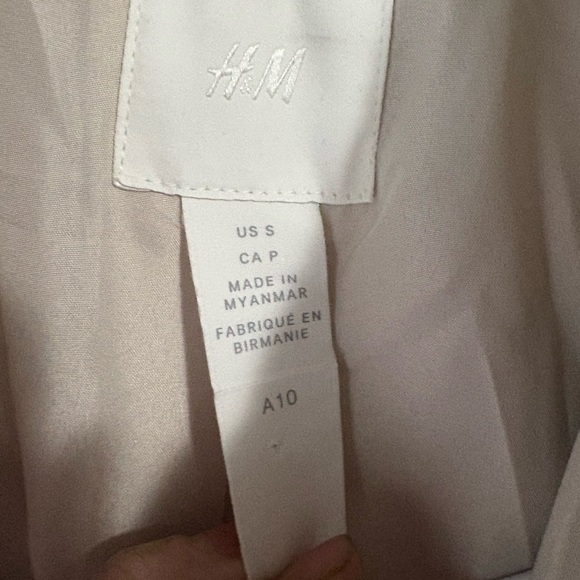 H&M
US S
CA P
MADE IN
MYANMAR
FABRIQUÉ EN
BIRMANIE
A10